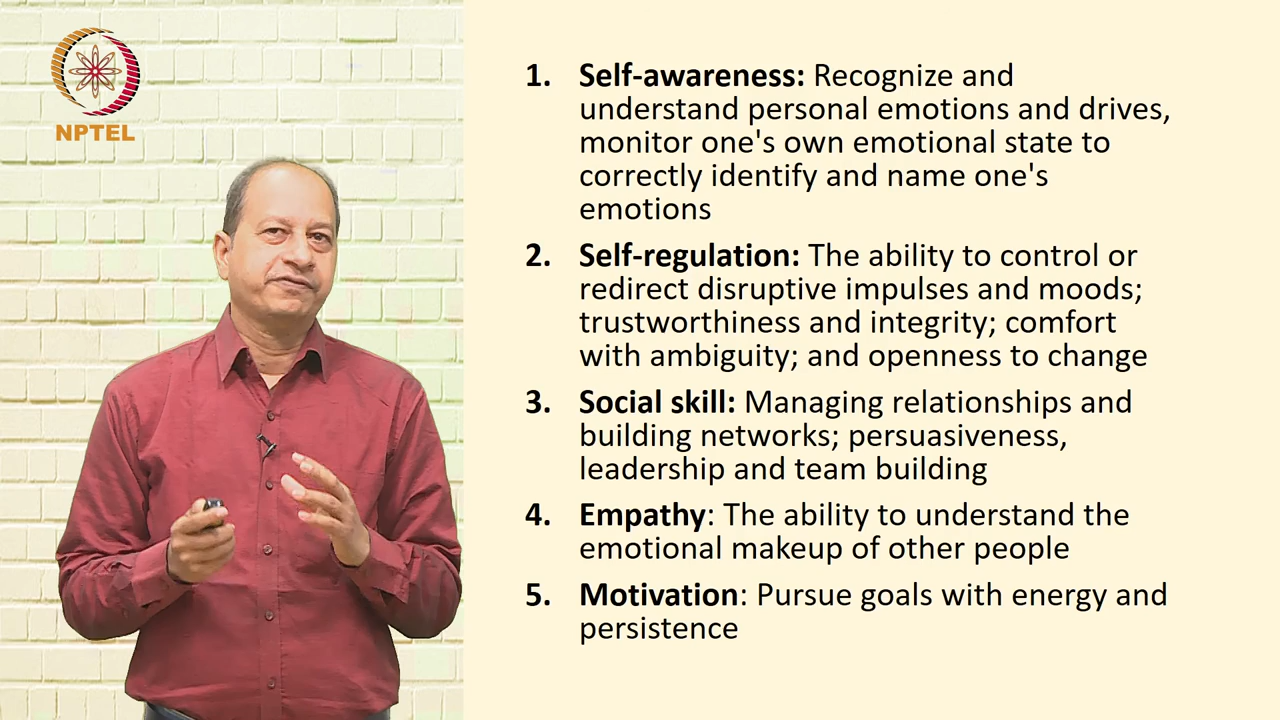 NPTEL
1. Self-awareness: Recognize and
understand personal emotions and drives,
monitor one's own emotional state to
correctly identify and name one's
emotions
2. Self-regulation: The ability to control or
redirect disruptive impulses and moods;
trustworthiness and integrity; comfort
with ambiguity; and openness to change
3. Social skill: Managing relationships and
building networks; persuasiveness,
leadership and team building
4. Empathy: The ability to understand the
emotional makeup of other people
5. Motivation: Pursue goals with energy and
persistence